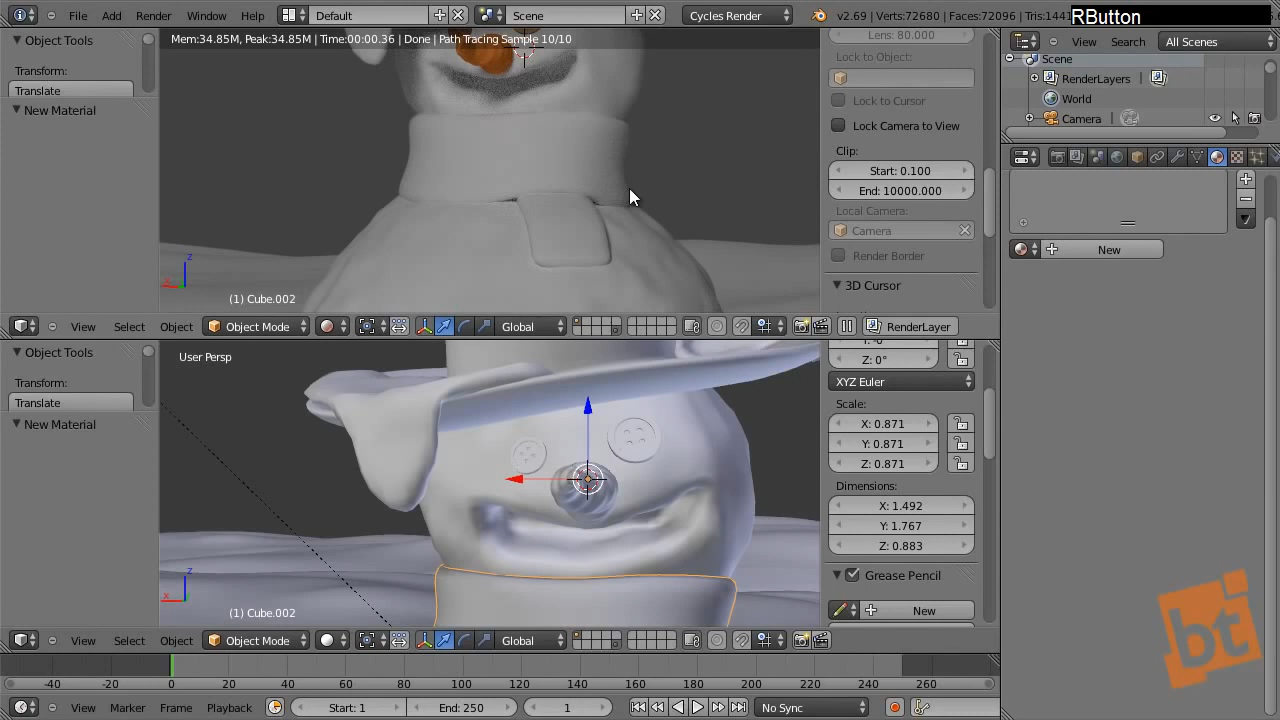 File Render Window Help Default Scene Cycles Render v2.69 | Verts:72680 | Faces:72096 | Tris:1441 RButton
Object Tools
Transform:
Translate
New Material
Mem:34.85M, Peak:34.85M | Time:00:00.36 | Done | Path Tracing Sample 10/10
z
x
(1) Cube.002
Lens: 80.000
Lock to Object:
Lock to Cursor
Lock Camera to View
Clip:
Start: 0.100
End: 10000.000
Local Camera:
Camera
Render Border
3D Cursor
View Search All Scenes
Scene
RenderLayers
World
Camera
New
View Select Object Object Mode Global RenderLayer
Object Tools
Transform:
Translate
New Material
User Persp
z
x
(1) Cube.002
Y: -0°
Z: 0°
XYZ Euler
Scale:
X: 0.871
Y: 0.871
Z: 0.871
Dimensions:
X: 1.492
Y: 1.767
Z: 0.883
Grease Pencil
New
View Select Object Object Mode Global
-40 -20 0 20 40 60 80 100 120 140 160 180 200 220 240 260
View Marker Frame Playback Start: 1 End: 250 1 No Sync
bt